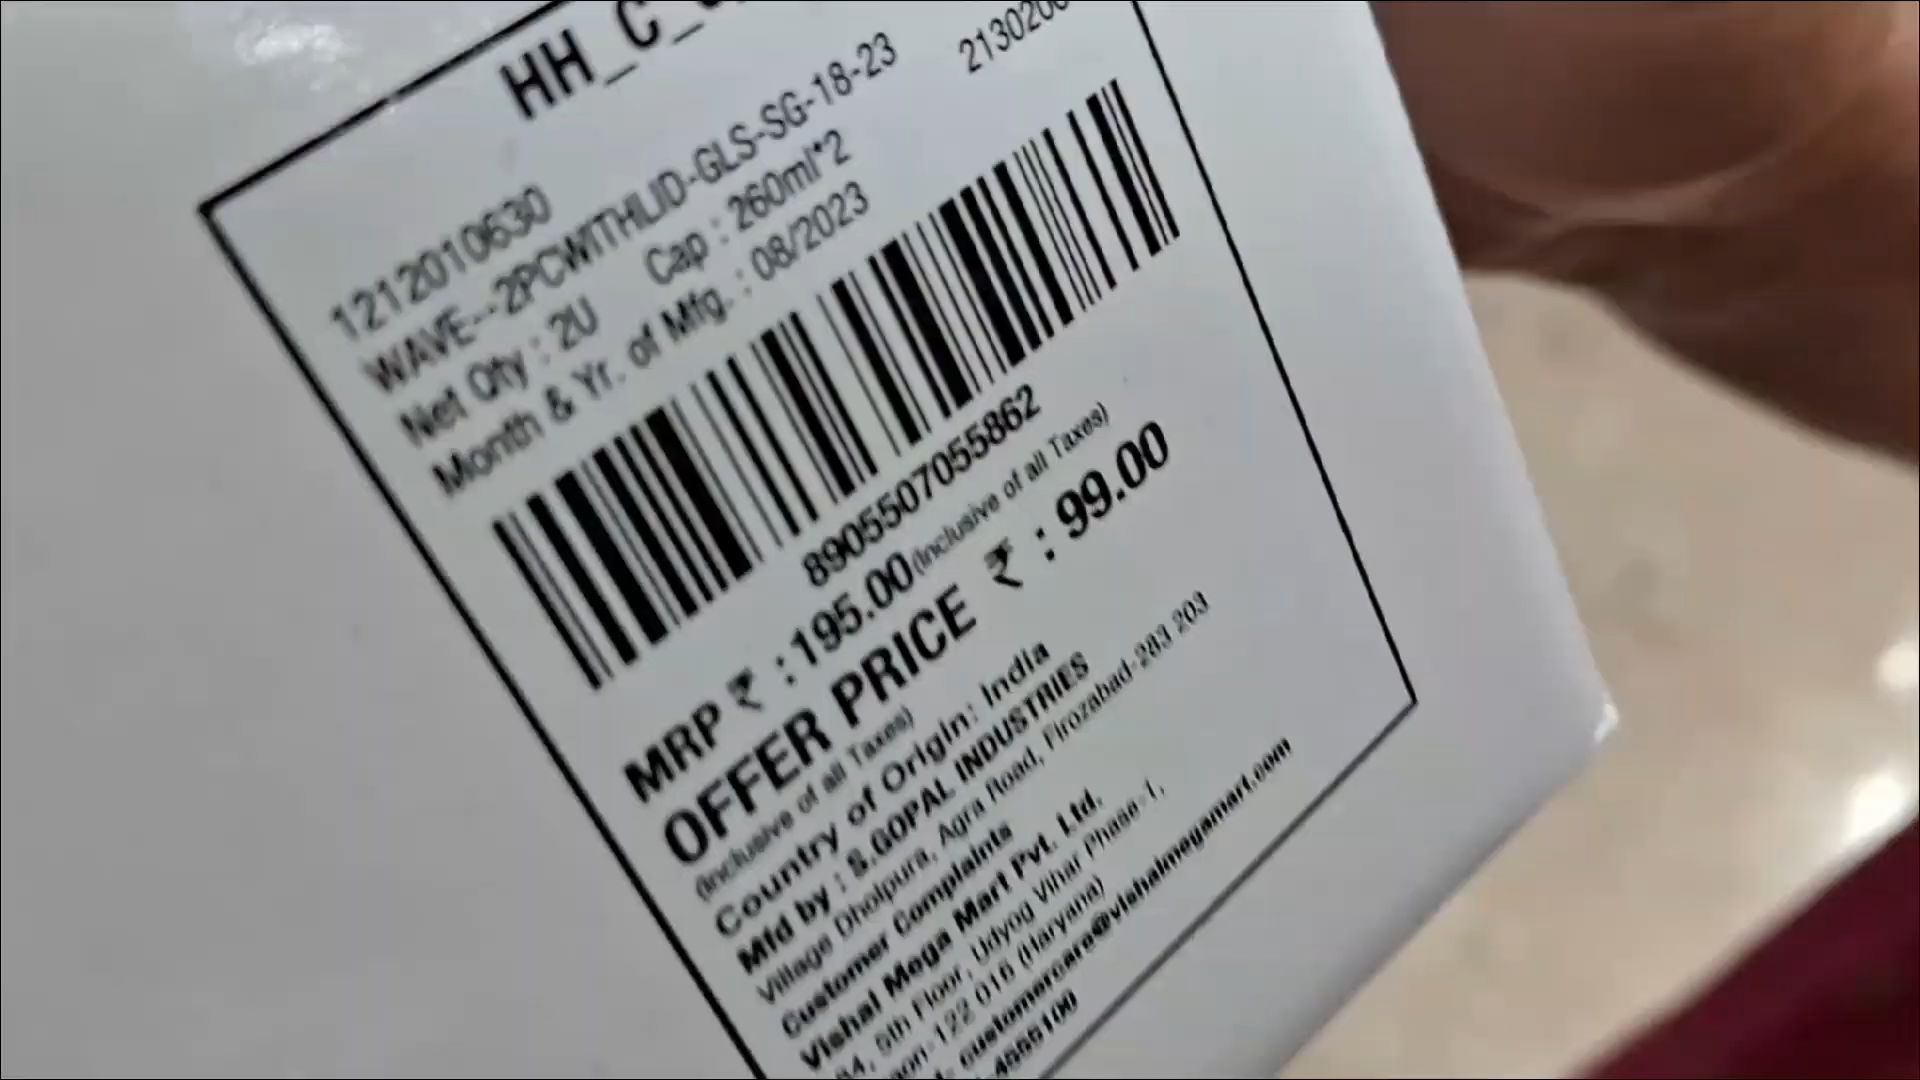 HH_C_
2130200
1212010630
WAVE--2PCWITHLID-GLS-SG-18-23
Net Qty : 2U Cap : 260ml*2
Month & Yr. of Mfg. : 08/2023
8905507055862
MRP ₹ : 195.00 (Inclusive of all Taxes)
OFFER PRICE ₹ : 99.00
(Inclusive of all Taxes)
Country of Origin: India
Mfd by : S.GOPAL INDUSTRIES
Village Dholpura, Agra Road, Firozabad-283 203
Customer Complaints
Vishal Mega Mart Pvt. Ltd.
84, 5th Floor, Udyog Vihar Phase-1,
122 016 (Haryana)
customercare@vishalmegamart.com
4555100